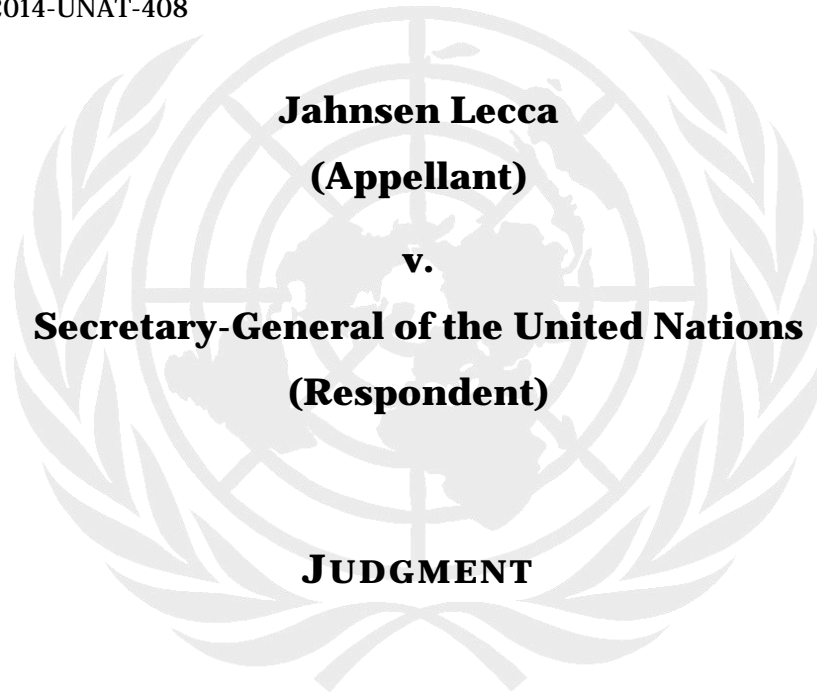 2014-UNAT-408
Jahnsen Lecca
(Appellant)
v.
Secretary-General of the United Nations
(Respondent)
JUDGMENT